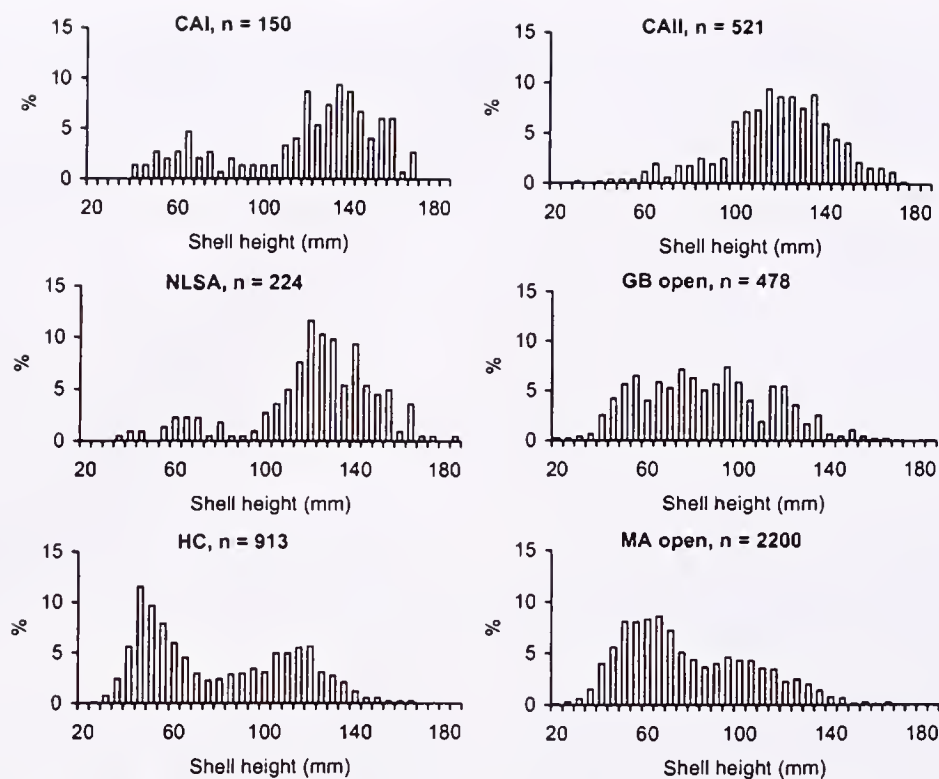 CAI, n = 150
15
10
5
0
%
20 60 100 140 180
Shell height (mm)
CAII, n = 521
15
10
5
0
%
20 60 100 140 180
Shell height (mm)
NLSA, n = 224
15
10
5
0
%
20 60 100 140 180
Shell height (mm)
GB open, n = 478
15
10
5
0
%
20 60 100 140 180
Shell height (mm)
HC, n = 913
15
10
5
0
%
20 60 100 140 180
Shell height (mm)
MA open, n = 2200
15
10
5
0
%
20 60 100 140 180
Shell height (mm)